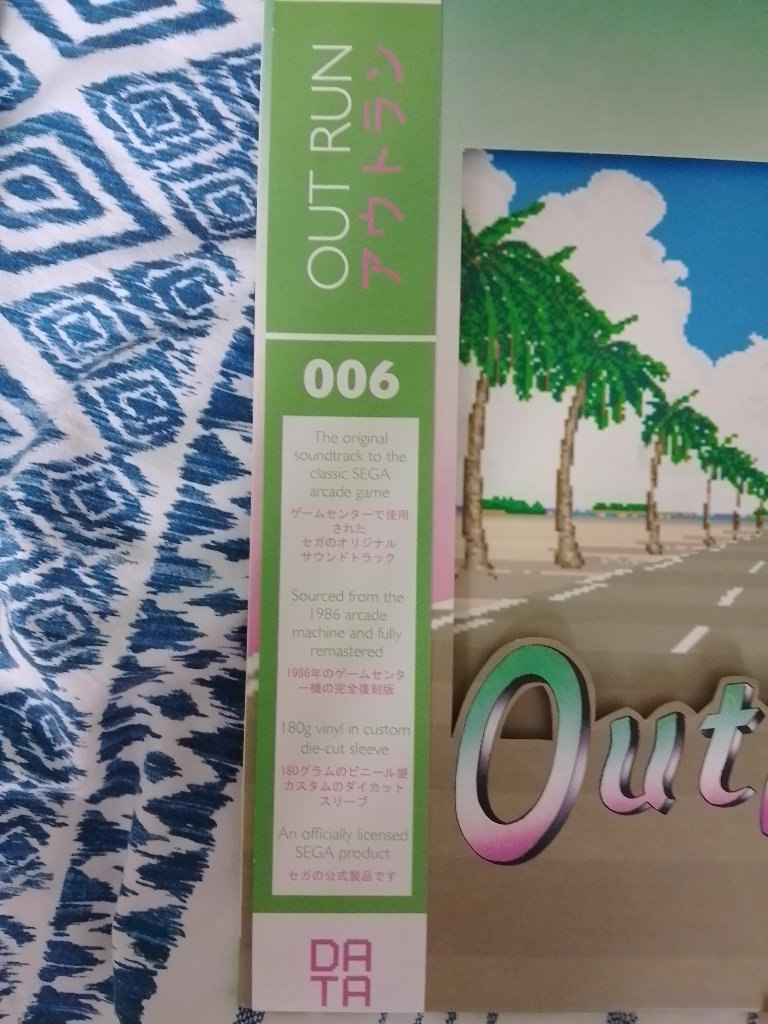 OUT RUN
アウトラン
006
The original
soundtrack to the
classic SEGA
arcade game
ゲームセンターで使用
された
セガのオリジナル
サウンドトラック
Sourced from the
1986 arcade
machine and fully
remastered
1986年のゲームセンタ
ー機の完全復刻版
180g vinyl in custom
die-cut sleeve
180グラムのビニール盤
カスタムのダイカット
スリーブ
An officially licensed
SEGA product
セガの公式製品です
DA
TA
Out